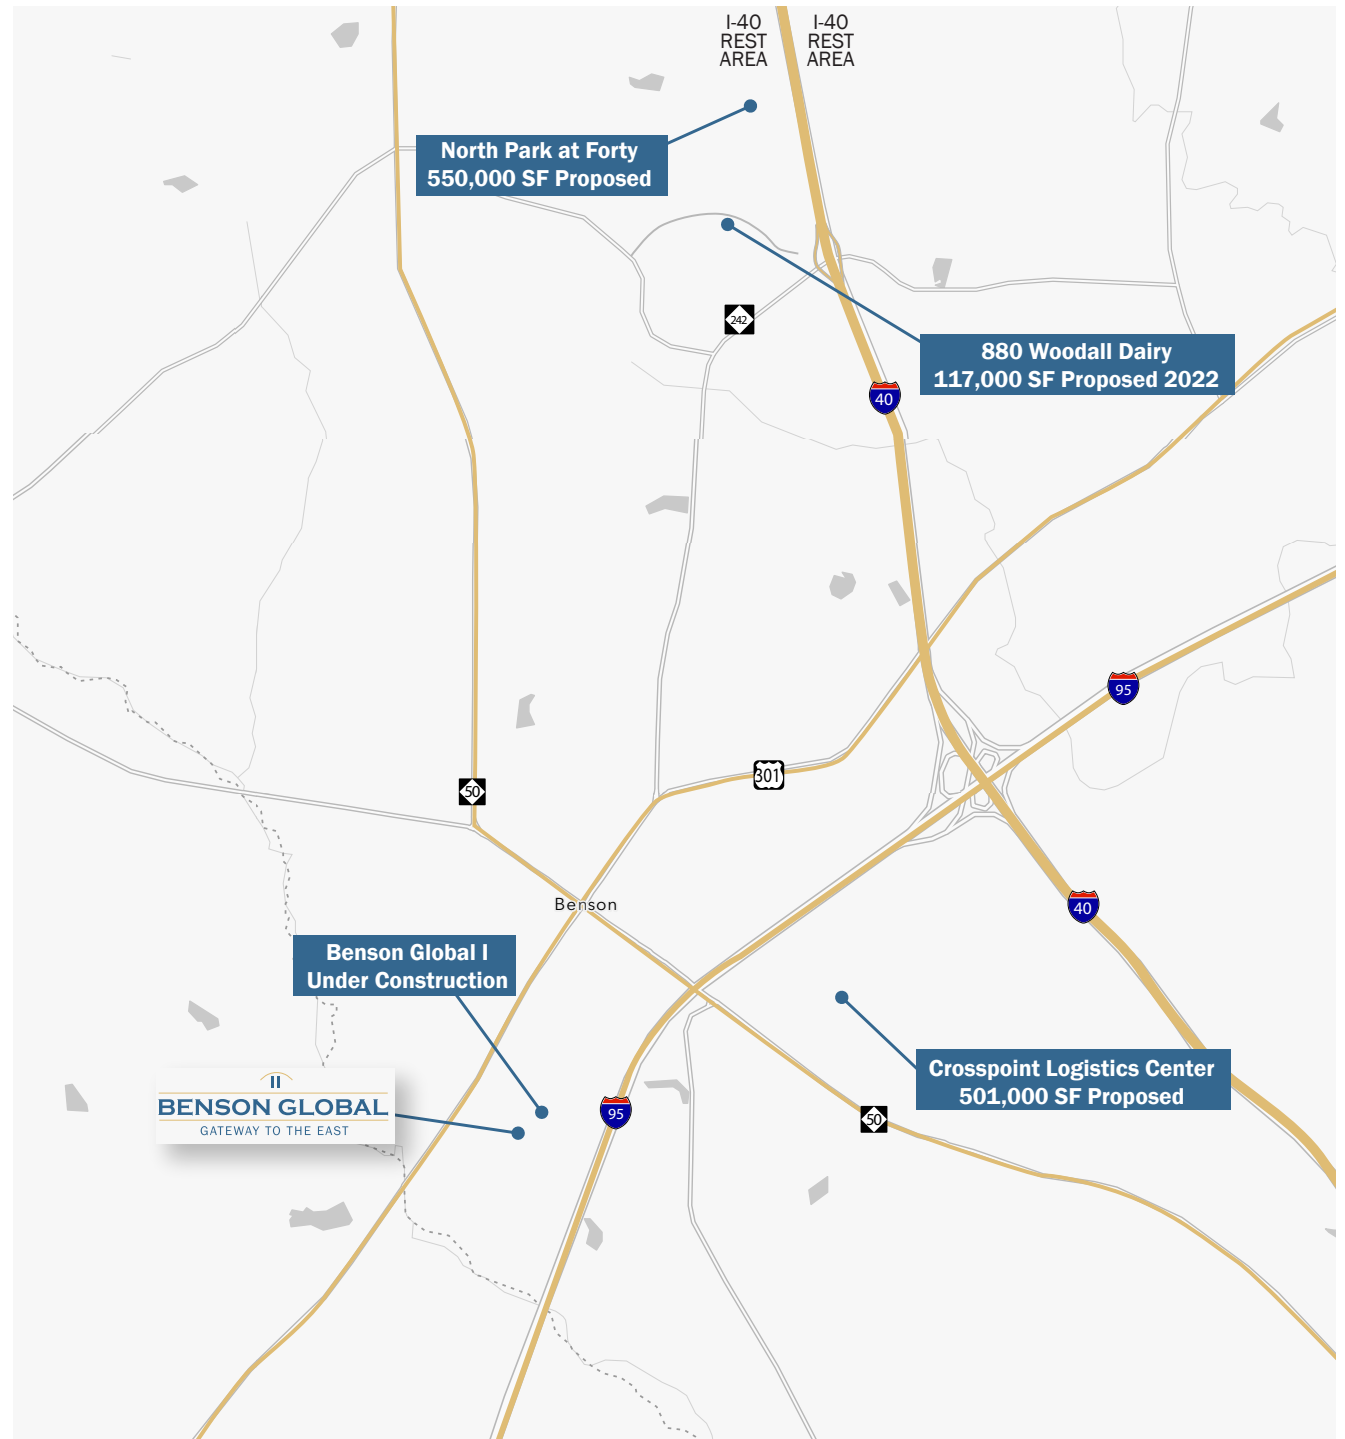 I-40
REST
AREA
I-40
REST
AREA
North Park at Forty
550,000 SF Proposed
242
880 Woodall Dairy
117,000 SF Proposed 2022
40
95
301
50
Benson
40
Benson Global I
Under Construction
Crosspoint Logistics Center
501,000 SF Proposed
BENSON GLOBAL
GATEWAY TO THE EAST
95
50